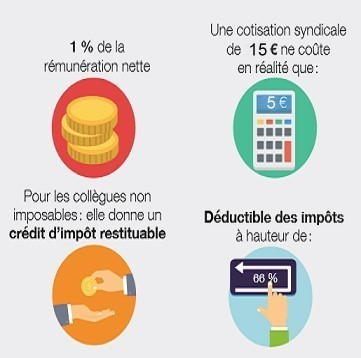 1 % de la
rémunération nette
Une cotisation syndicale
de 15 € ne coûte
en réalité que :
5 €
Pour les collègues non
imposables : elle donne un
crédit d'impôt restituable
Déductible des impôts
à hauteur de :
66 %